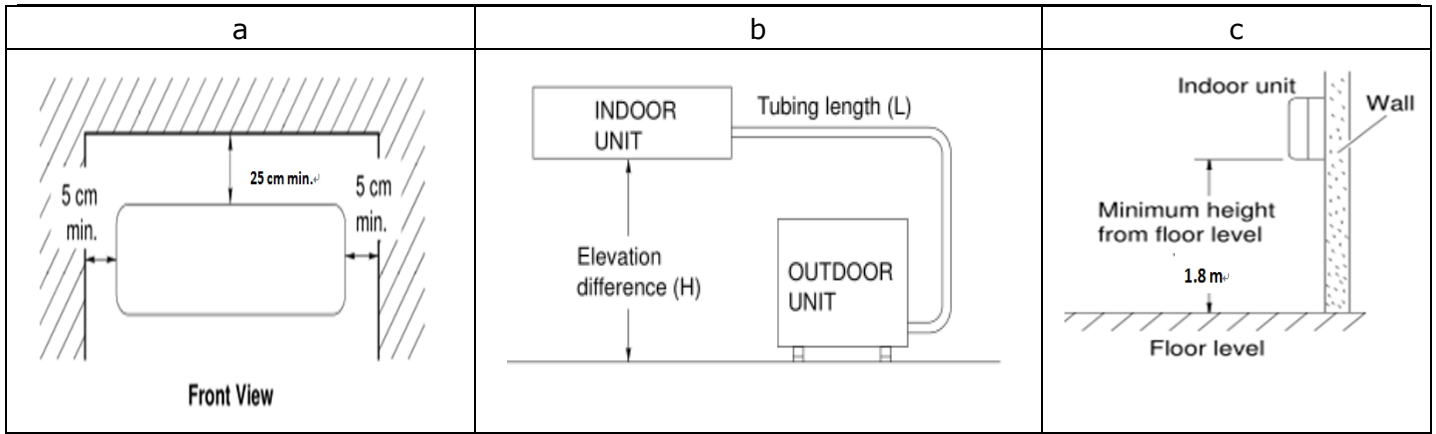 a
b
c
5 cm
min.
25 cm min.
5 cm
min.
Front View
INDOOR
UNIT
Tubing length (L)
Elevation
difference (H)
OUTDOOR
UNIT
Indoor unit
Wall
Minimum height
from floor level
1.8 m
Floor level